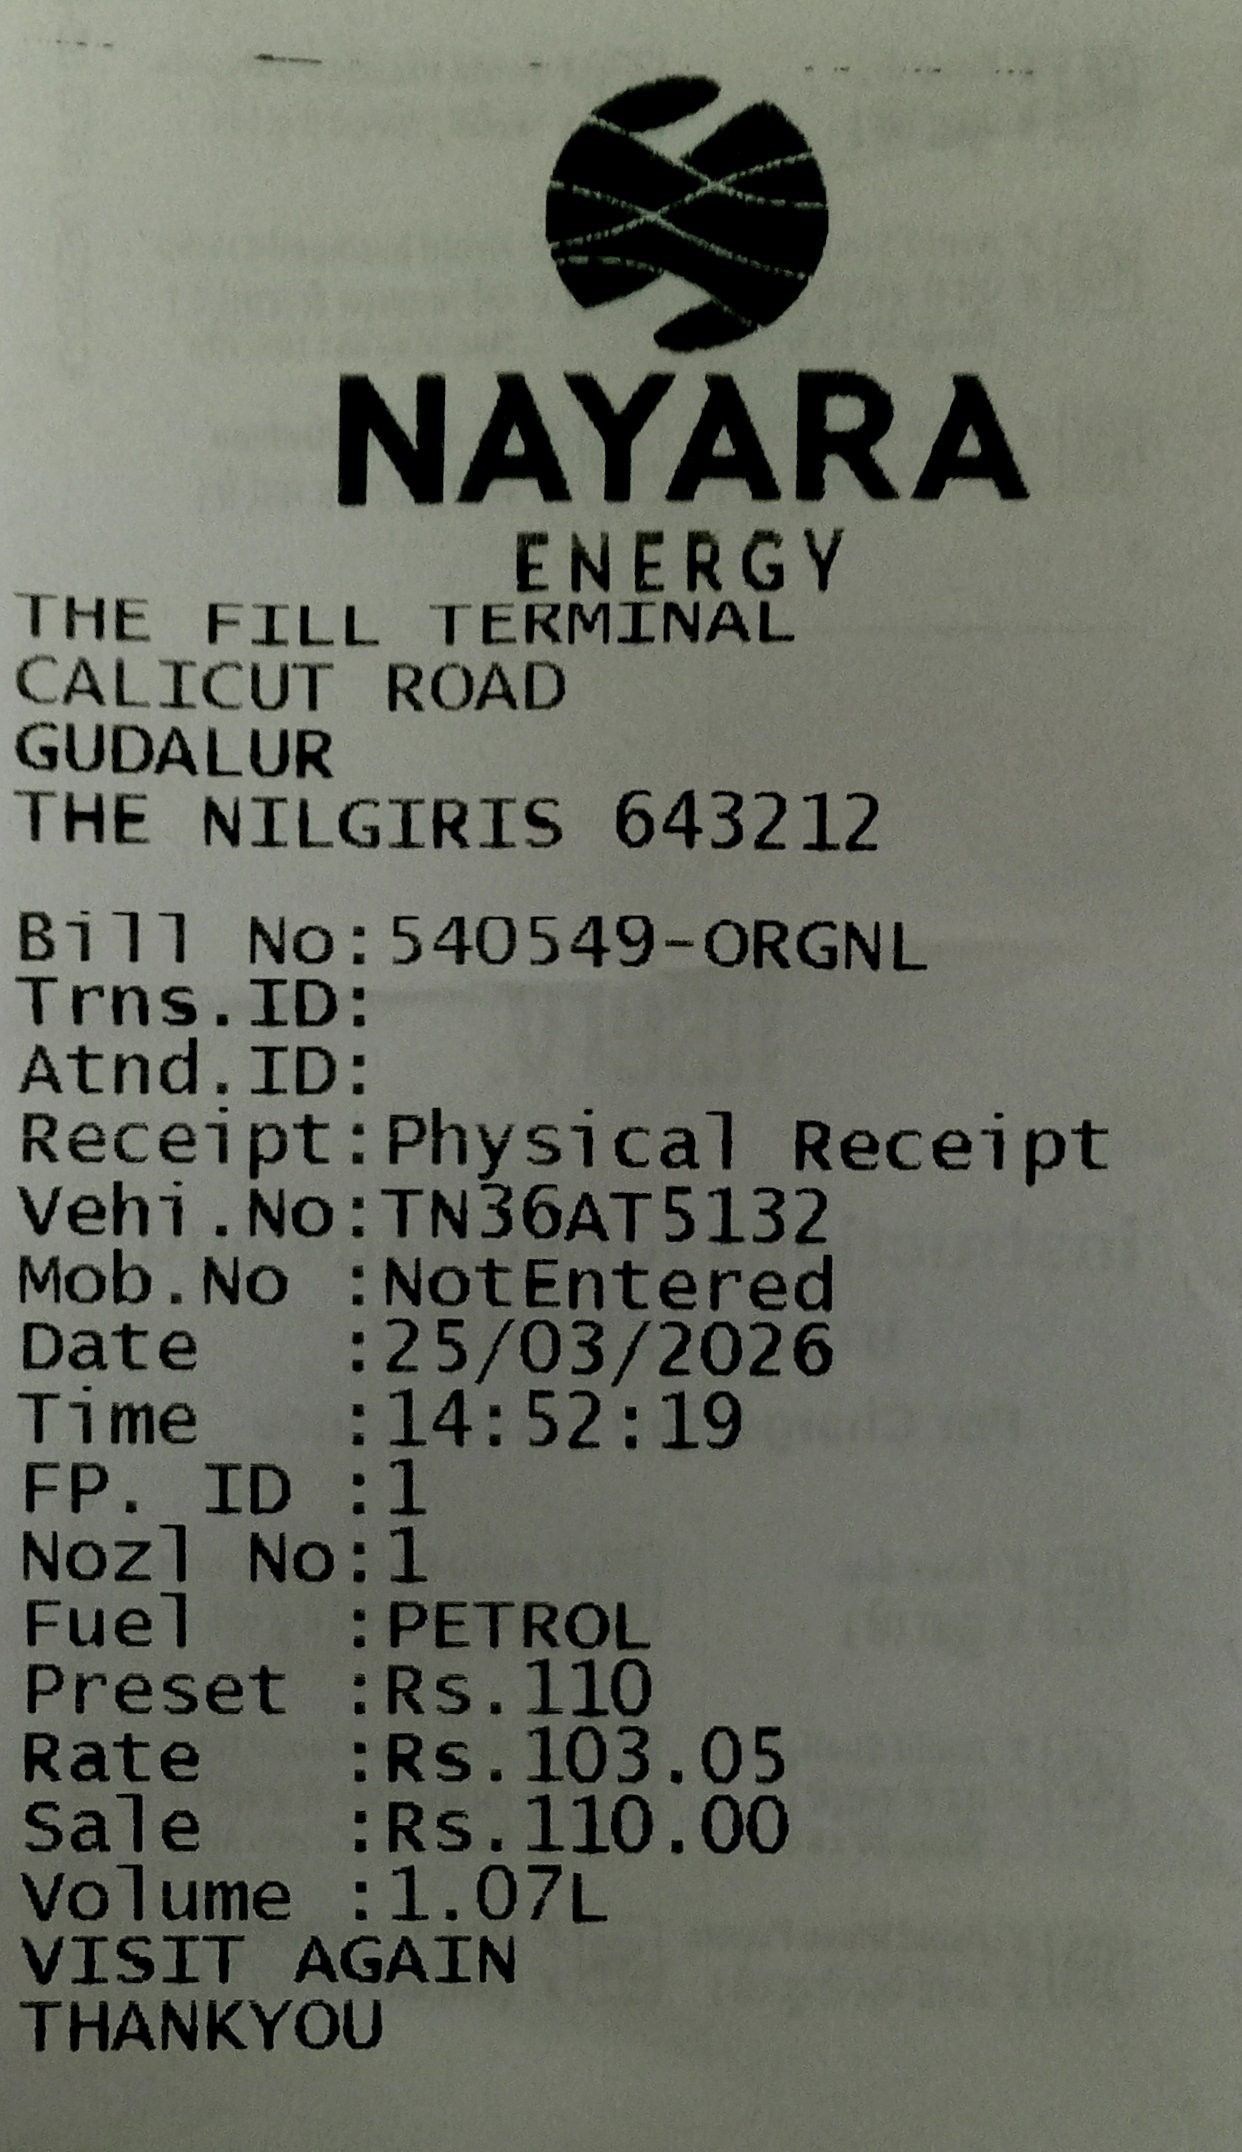 NAYARA
ENERGY
THE FILL TERMINAL
CALICUT ROAD
GUDALUR
THE NILGIRIS 643212
Bill No:540549-ORGNL
Trns.ID:
Atnd.ID:
Receipt:Physical Receipt
Vehi.No:TN36AT5132
Mob.No :NotEntered
Date   :25/03/2026
Time   :14:52:19
FP. ID :1
Nozl No:1
Fuel   :PETROL
Preset :Rs.110
Rate   :Rs.103.05
Sale   :Rs.110.00
Volume :1.07L
VISIT AGAIN
THANKYOU